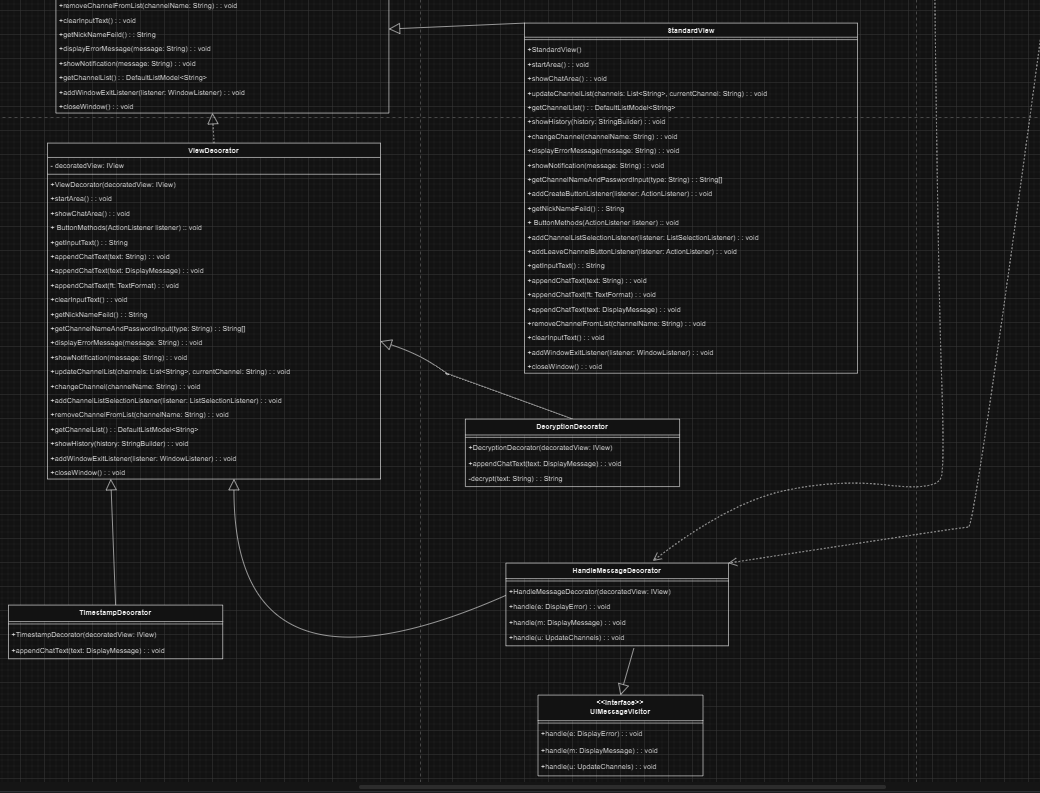 +removeChannelFromList(channelName: String) : : void
+clearInputText() : : void
+getNickNameFeild() : : String
+displayErrorMessage(message: String) : : void
+showNotification(message: String) : : void
+getChannelList() : : DefaultListModel<String>
+addWindowExitListener(listener: WindowListener) : : void
+closeWindow() : : void
StandardView
+StandardView()
+startArea() : : void
+showChatArea() : : void
+updateChannelList(channels: List<String>, currentChannel: String) : : void
+getChannelList() : : DefaultListModel<String>
+showHistory(history: StringBuilder) : : void
+changeChannel(channelName: String) : : void
+displayErrorMessage(message: String) : : void
+showNotification(message: String) : : void
+getChannelNameAndPasswordInput(type: String) : : String[]
+addCreateButtonListener(listener: ActionListener) : : void
+getNickNameFeild() : : String
+ ButtonMethods(ActionListener listener) :: void
+addChannelListSelectionListener(listener: ListSelectionListener) : : void
+addLeaveChannelButtonListener(listener: ActionListener) : : void
+getInputText() : : String
+appendChatText(text: String) : : void
+appendChatText(ft: TextFormat) : : void
+appendChatText(text: DisplayMessage) : : void
+removeChannelFromList(channelName: String) : : void
+clearInputText() : : void
+addWindowExitListener(listener: WindowListener) : : void
+closeWindow() : : void
ViewDecorator
- decoratedView: IView
+ViewDecorator(decoratedView: IView)
+startArea() : : void
+showChatArea() : : void
+ ButtonMethods(ActionListener listener) :: void
+getInputText() : : String
+appendChatText(text: String) : : void
+appendChatText(text: DisplayMessage) : : void
+appendChatText(ft: TextFormat) : : void
+clearInputText() : : void
+getNickNameFeild() : : String
+getChannelNameAndPasswordInput(type: String) : : String[]
+displayErrorMessage(message: String) : : void
+showNotification(message: String) : : void
+updateChannelList(channels: List<String>, currentChannel: String) : : void
+changeChannel(channelName: String) : : void
+addChannelListSelectionListener(listener: ListSelectionListener) : : void
+removeChannelFromList(channelName: String) : : void
+getChannelList() : : DefaultListModel<String>
+showHistory(history: StringBuilder) : : void
+addWindowExitListener(listener: WindowListener) : : void
+closeWindow() : : void
DecryptionDecorator
+DecryptionDecorator(decoratedView: IView)
+appendChatText(text: DisplayMessage) : : void
-decrypt(text: String) : : String
HandleMessageDecorator
+HandleMessageDecorator(decoratedView: IView)
+handle(e: DisplayError) : : void
+handle(m: DisplayMessage) : : void
+handle(u: UpdateChannels) : : void
TimestampDecorator
+TimestampDecorator(decoratedView: IView)
+appendChatText(text: DisplayMessage) : : void
<<Interface>>
UIMessageVisitor
+handle(e: DisplayError) : : void
+handle(m: DisplayMessage) : : void
+handle(u: UpdateChannels) : : void